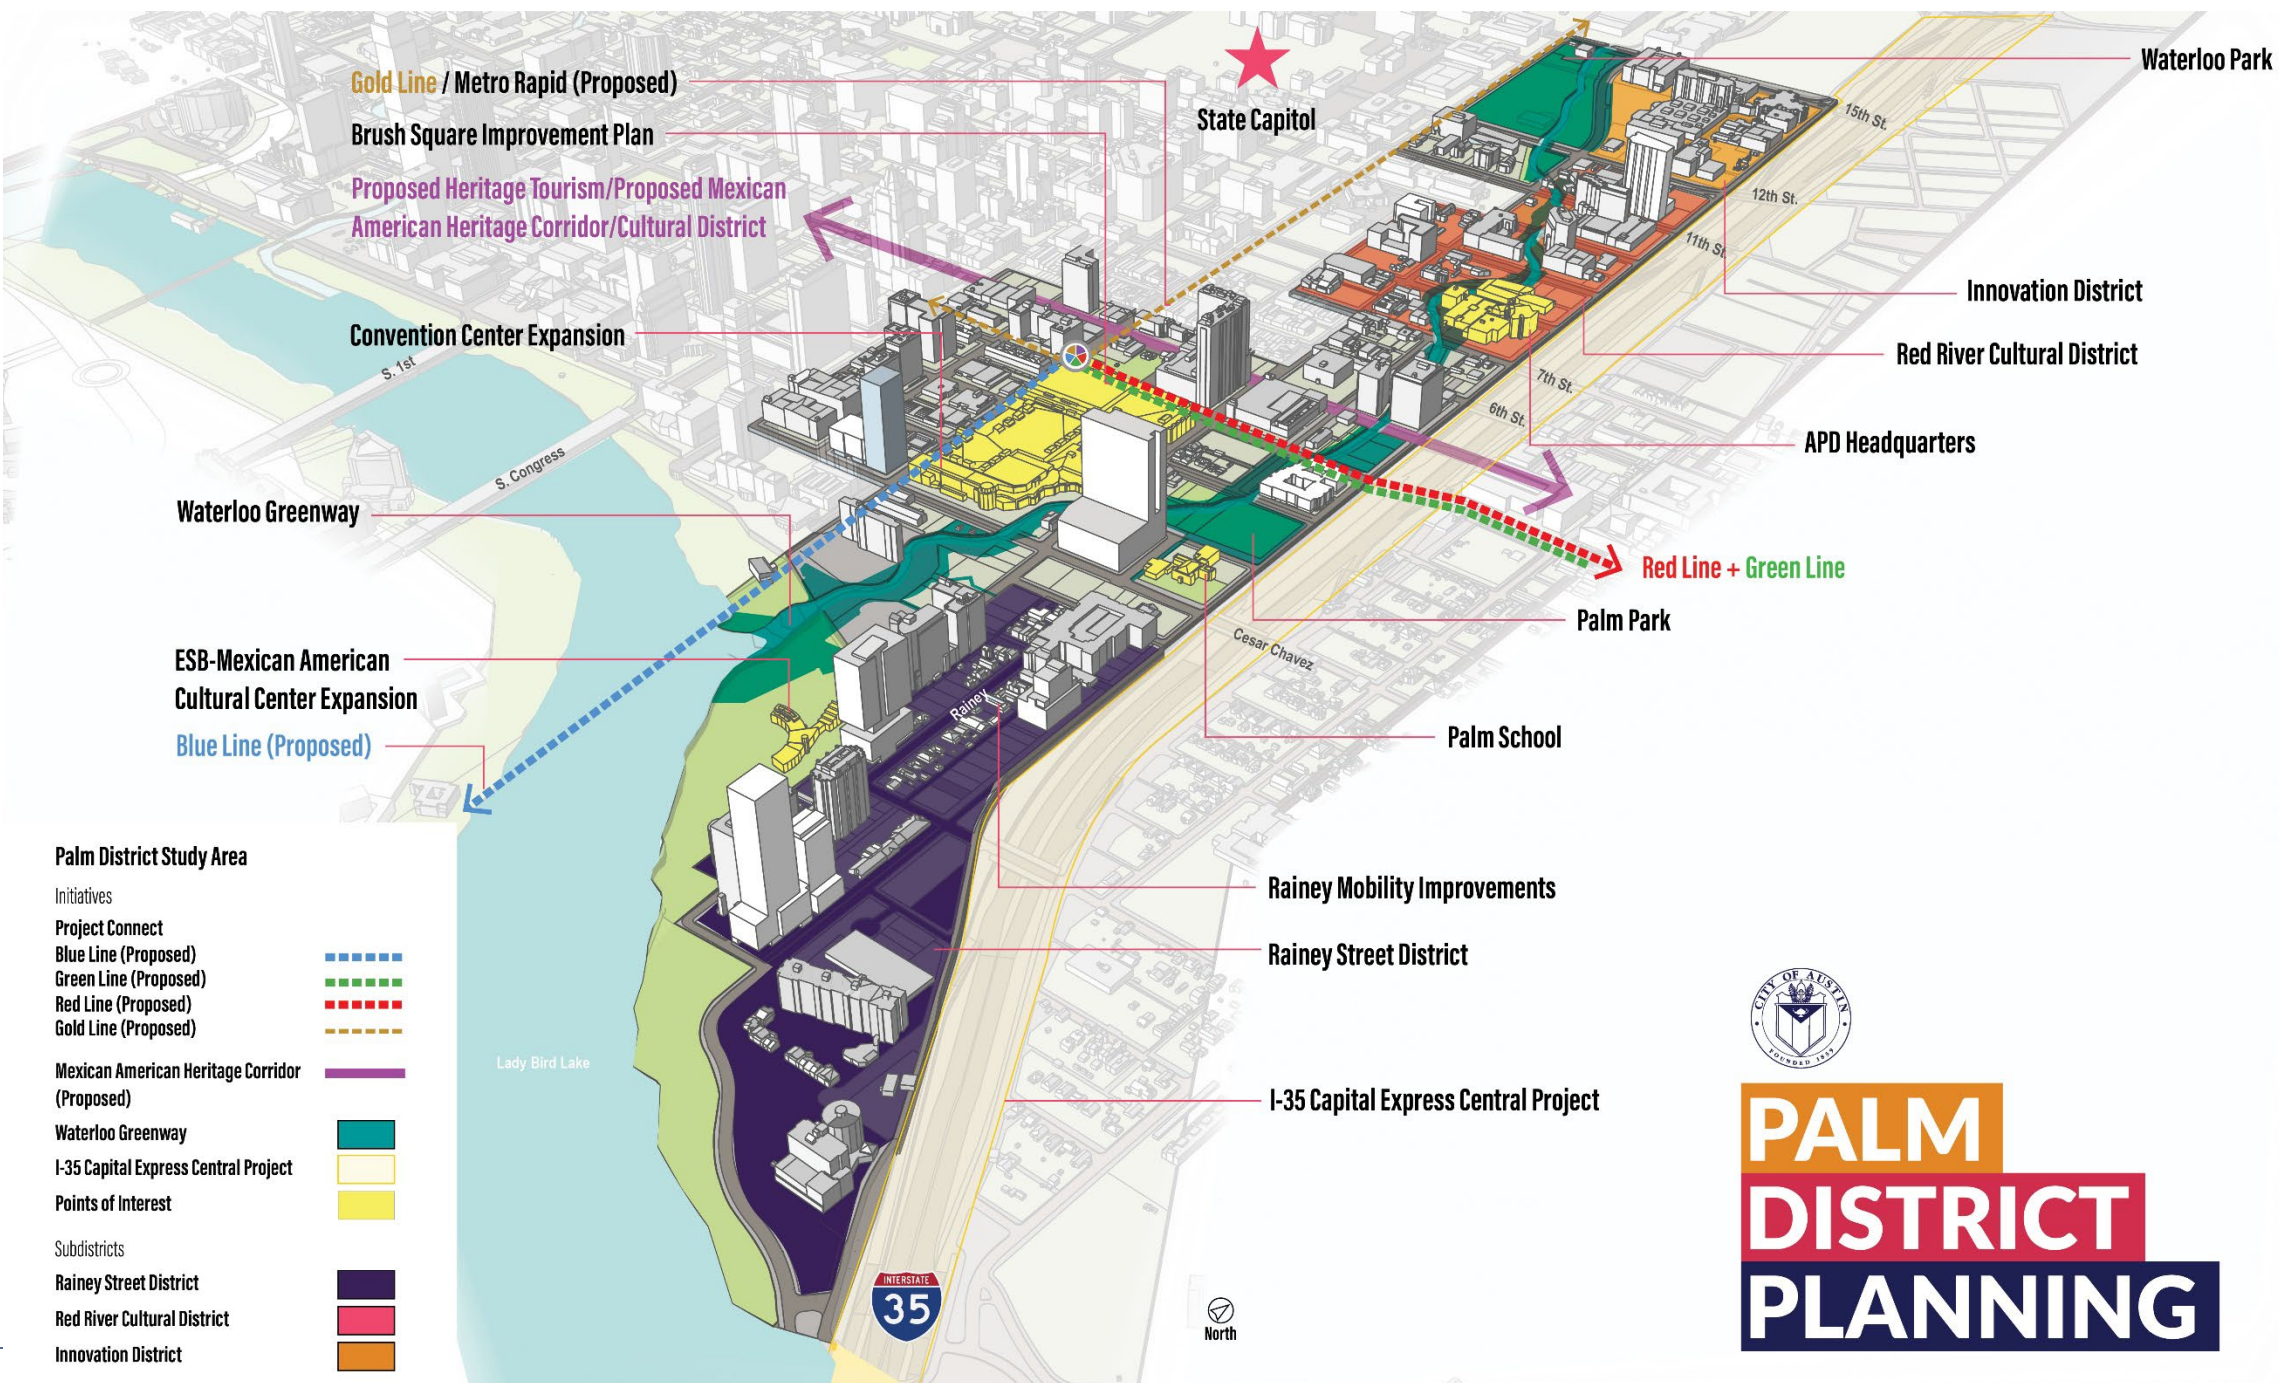 Gold Line / Metro Rapid (Proposed)
Brush Square Improvement Plan
Proposed Heritage Tourism/Proposed Mexican
American Heritage Corridor/Cultural District
Convention Center Expansion
Waterloo Greenway
ESB-Mexican American
Cultural Center Expansion
Blue Line (Proposed)
State Capitol
Waterloo Park
15th St.
12th St.
11th St.
Innovation District
Red River Cultural District
7th St.
6th St.
APD Headquarters
S. 1st
S. Congress
Red Line + Green Line
Palm Park
Cesar Chavez
Rainey
Palm School
Rainey Mobility Improvements
Rainey Street District
I-35 Capital Express Central Project
Lady Bird Lake
INTERSTATE
35
North
Palm District Study Area
Initiatives
Project Connect
Blue Line (Proposed)
Green Line (Proposed)
Red Line (Proposed)
Gold Line (Proposed)
Mexican American Heritage Corridor
(Proposed)
Waterloo Greenway
I-35 Capital Express Central Project
Points of Interest
Subdistricts
Rainey Street District
Red River Cultural District
Innovation District
CITY OF AUSTIN
FOUNDED 1839
PALM
DISTRICT
PLANNING